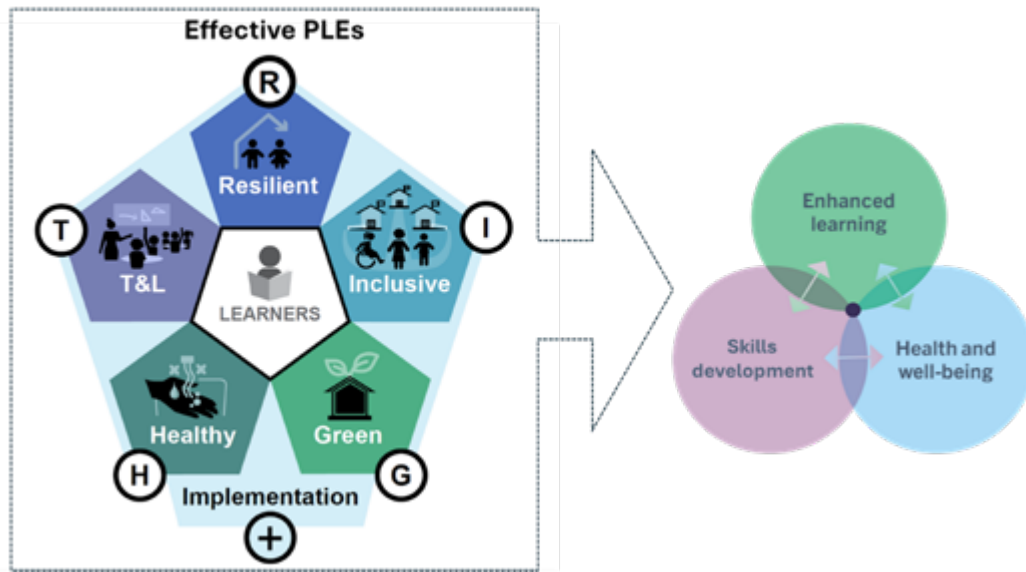 Effective PLEs
R
Resilient
T
T&L
I
Inclusive
LEARNERS
H
Healthy
G
Green
Implementation
+
Enhanced
learning
Skills
development
Health and
well-being